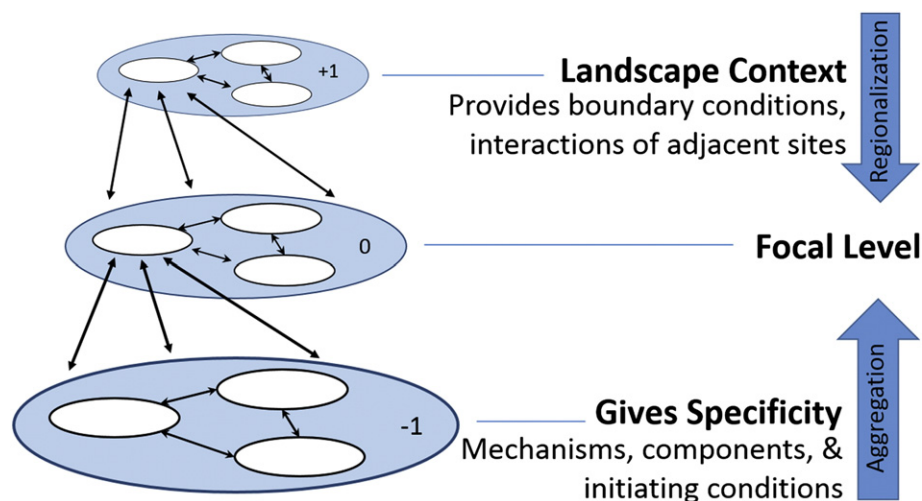 +1
Landscape Context
Provides boundary conditions,
interactions of adjacent sites
Regionalization
0
Focal Level
-1
Gives Specificity
Mechanisms, components, &
initiating conditions
Aggregation